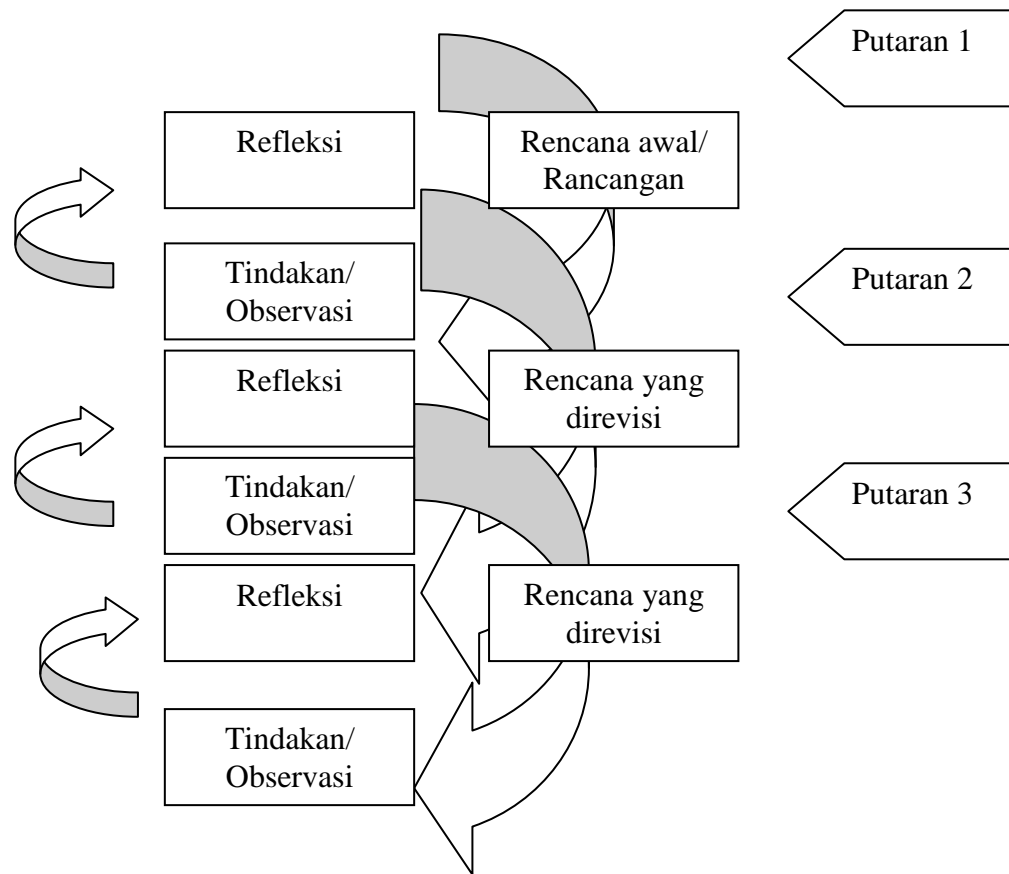 Putaran 1
Refleksi
Rencana awal/
Rancangan
Tindakan/
Observasi
Putaran 2
Refleksi
Rencana yang
direvisi
Tindakan/
Observasi
Putaran 3
Refleksi
Rencana yang
direvisi
Tindakan/
Observasi